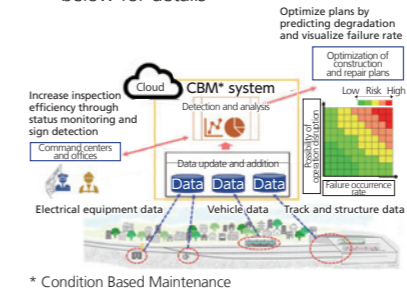 below for details
Optimize plans by
predicting degradation
and visualize failure rate
Optimization of
construction
and repair plans
Cloud
CBM* system
Detection and analysis
Increase inspection
efficiency through
status monitoring and
sign detection
Command centers
and offices
Low Risk High
Possibility of
operation disruption
Failure occurrence
rate
Data update and addition
Data Data Data
Electrical equipment data Vehicle data Track and structure data
* Condition Based Maintenance